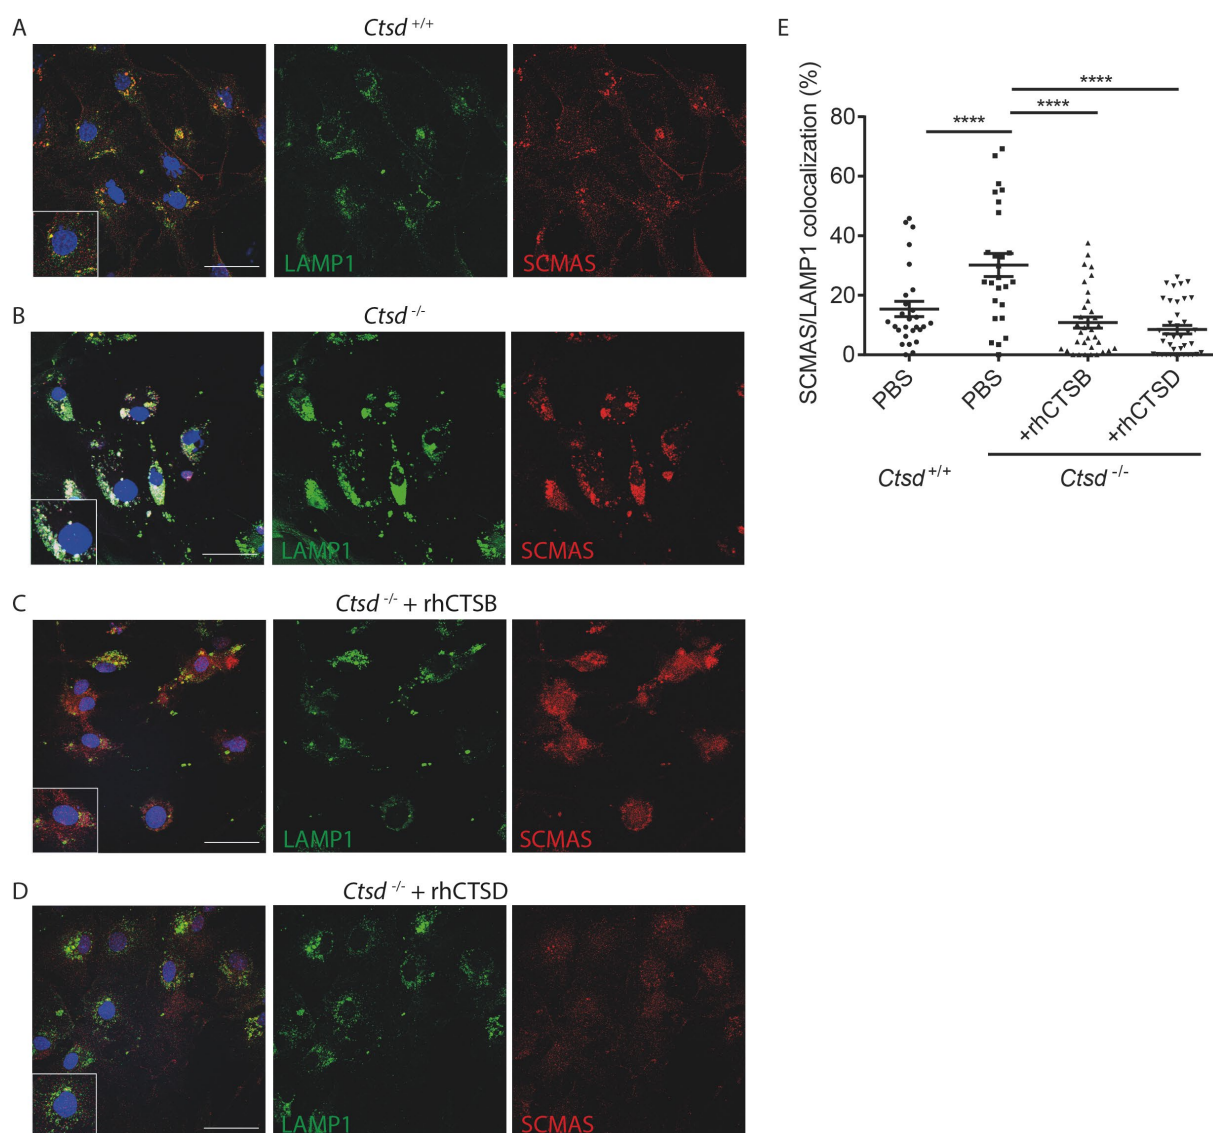 A
Ctsd +/+
LAMP1
SCMAS
B
Ctsd -/-
LAMP1
SCMAS
C
Ctsd -/- + rhCTSB
LAMP1
SCMAS
D
Ctsd -/- + rhCTSD
LAMP1
SCMAS
E
SCMAS/LAMP1 colocalization (%)
80
60
40
20
0
****
****
****
PBS
PBS
+rhCTSB
+rhCTSD
Ctsd +/+
Ctsd -/-